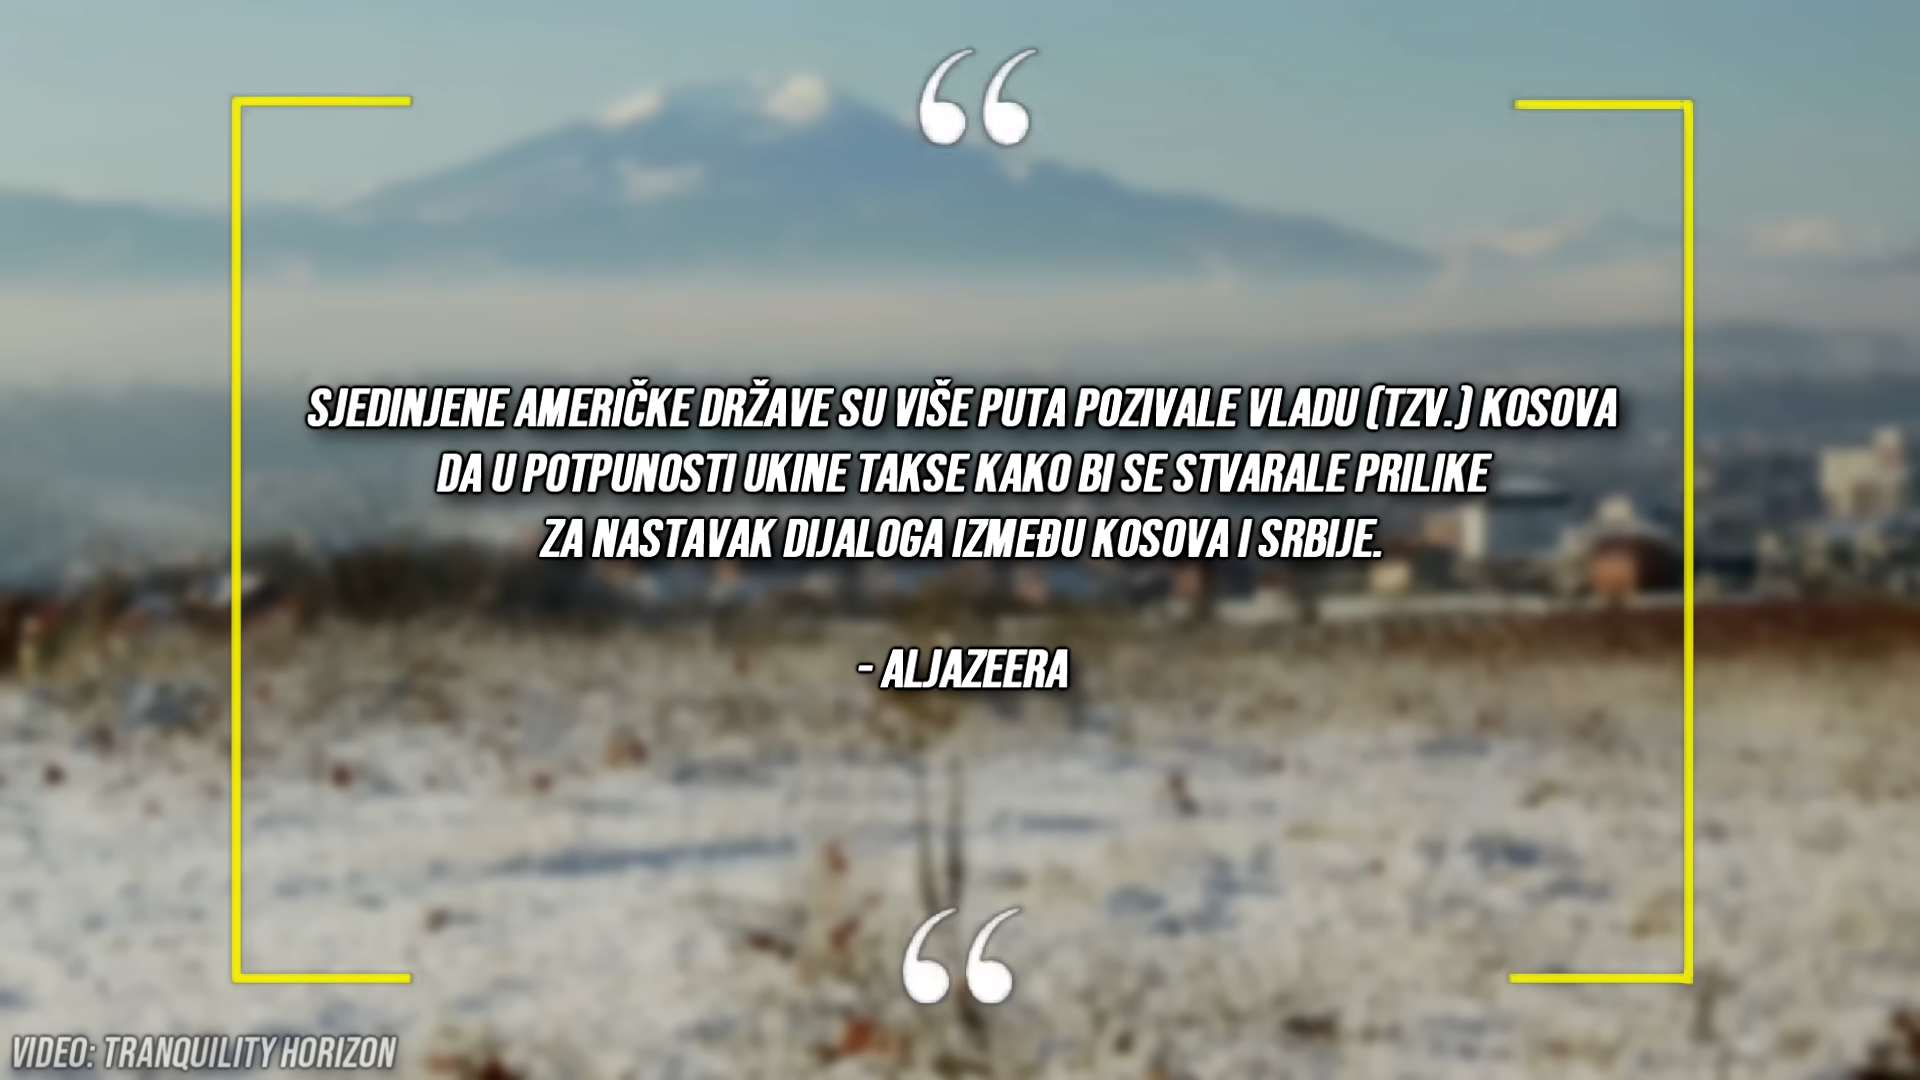 SJEDINJENE AMERIČKE DRŽAVE SU VIŠE PUTA POZIVALE VLADU (TZV.) KOSOVA
DA U POTPUNOSTI UKINE TAKSE KAKO BI SE STVARALE PRILIKE
ZA NASTAVAK DIJALOGA IZMEĐU KOSOVA I SRBIJE.
- ALJAZEERA
VIDEO: TRANQUILITY HORIZON